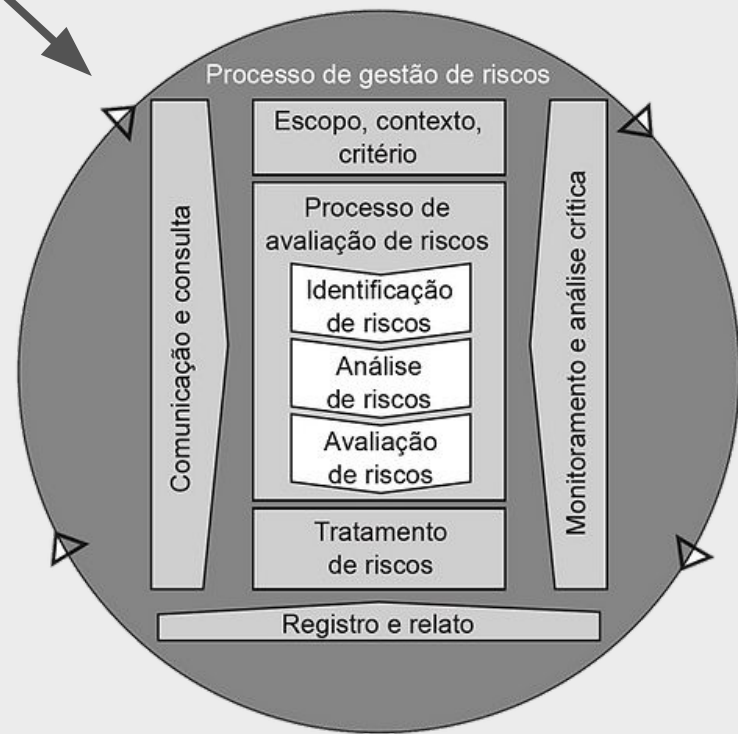 Processo de gestão de riscos
Escopo, contexto,
critério
Comunicação e consulta
Processo de
avaliação de riscos
Identificação
de riscos
Análise
de riscos
Avaliação
de riscos
Monitoramento e análise crítica
Tratamento
de riscos
Registro e relato